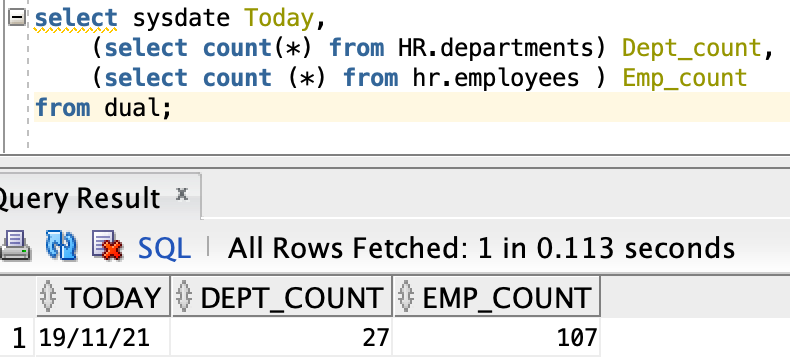 select sysdate Today,
(select count(*) from HR.departments) Dept_count,
(select count (*) from hr.employees ) Emp_count
from dual;
Query Result x
SQL | All Rows Fetched: 1 in 0.113 seconds
TODAY DEPT_COUNT EMP_COUNT
1 19/11/21 27 107